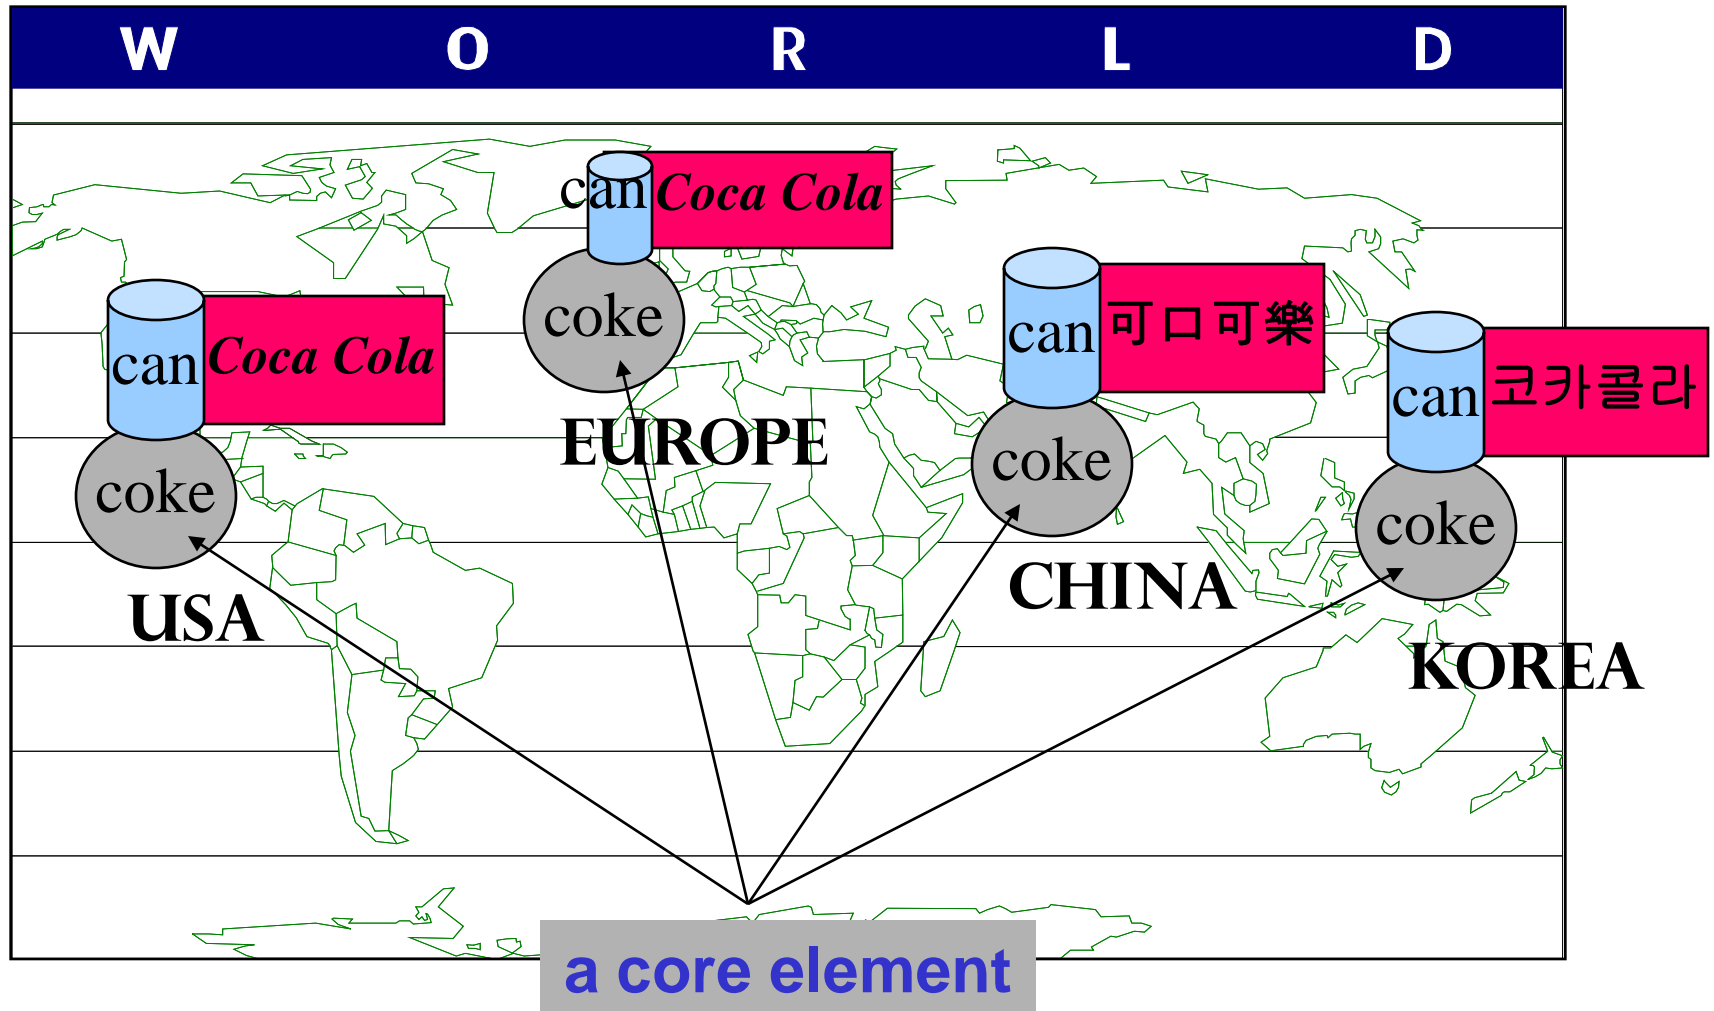 W O R L D
can Coca Cola
coke
EUROPE
can Coca Cola
coke
USA
can 可口可樂
coke
CHINA
can 코카콜라
coke
KOREA
a core element